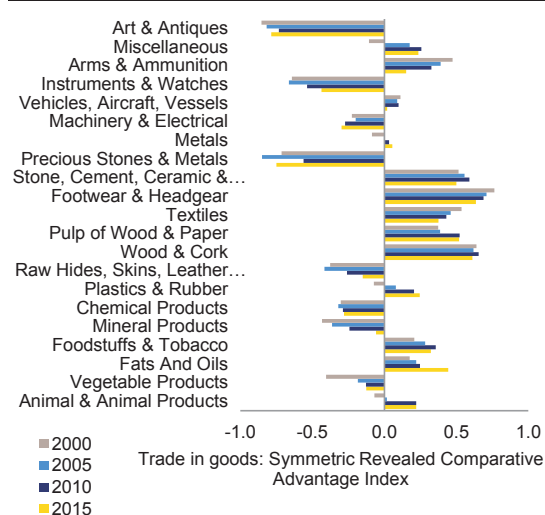 Art & Antiques
Miscellaneous
Arms & Ammunition
Instruments & Watches
Vehicles, Aircraft, Vessels
Machinery & Electrical
Metals
Precious Stones & Metals
Stone, Cement, Ceramic &…
Footwear & Headgear
Textiles
Pulp of Wood & Paper
Wood & Cork
Raw Hides, Skins, Leather…
Plastics & Rubber
Chemical Products
Mineral Products
Foodstuffs & Tobacco
Fats And Oils
Vegetable Products
Animal & Animal Products
-1.0 -0.5 0.0 0.5 1.0
Trade in goods: Symmetric Revealed Comparative
Advantage Index
2000
2005
2010
2015